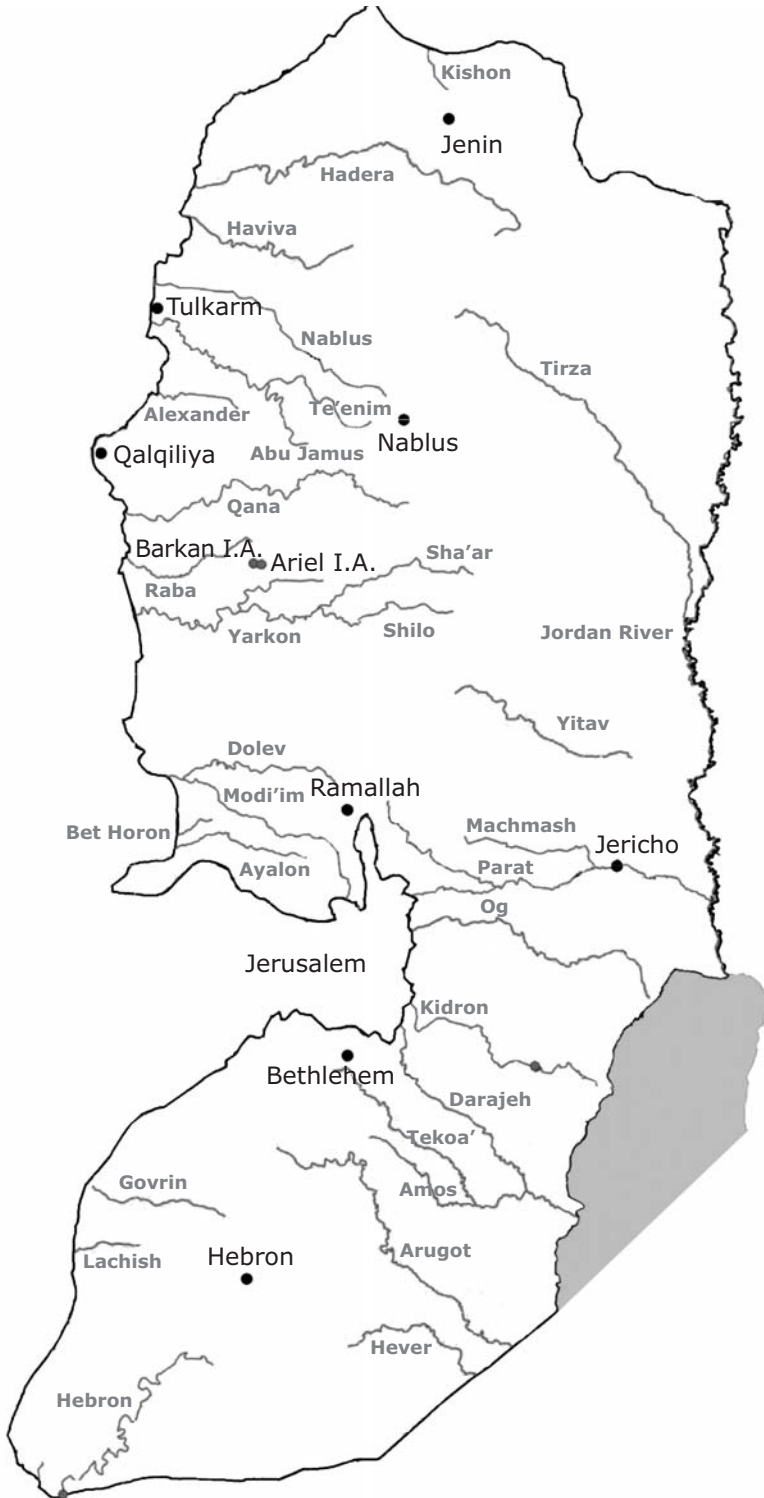 Kishon
Jenin
Hadera
Haviva
Tulkarm
Nablus
Tirza
Alexander
Te'enim
Nablus
Abu Jamus
Qalqiliya
Qana
Barkan I.A.
Ariel I.A.
Sha'ar
Raba
Yarkon
Shilo
Jordan River
Yitav
Dolev
Modi'im
Ramallah
Bet Horon
Machmash
Jericho
Ayalon
Parat
Og
Jerusalem
Kidron
Bethlehem
Darajeh
Tekoa'
Govrin
Amos
Lachish
Hebron
Arugot
Hever
Hebron